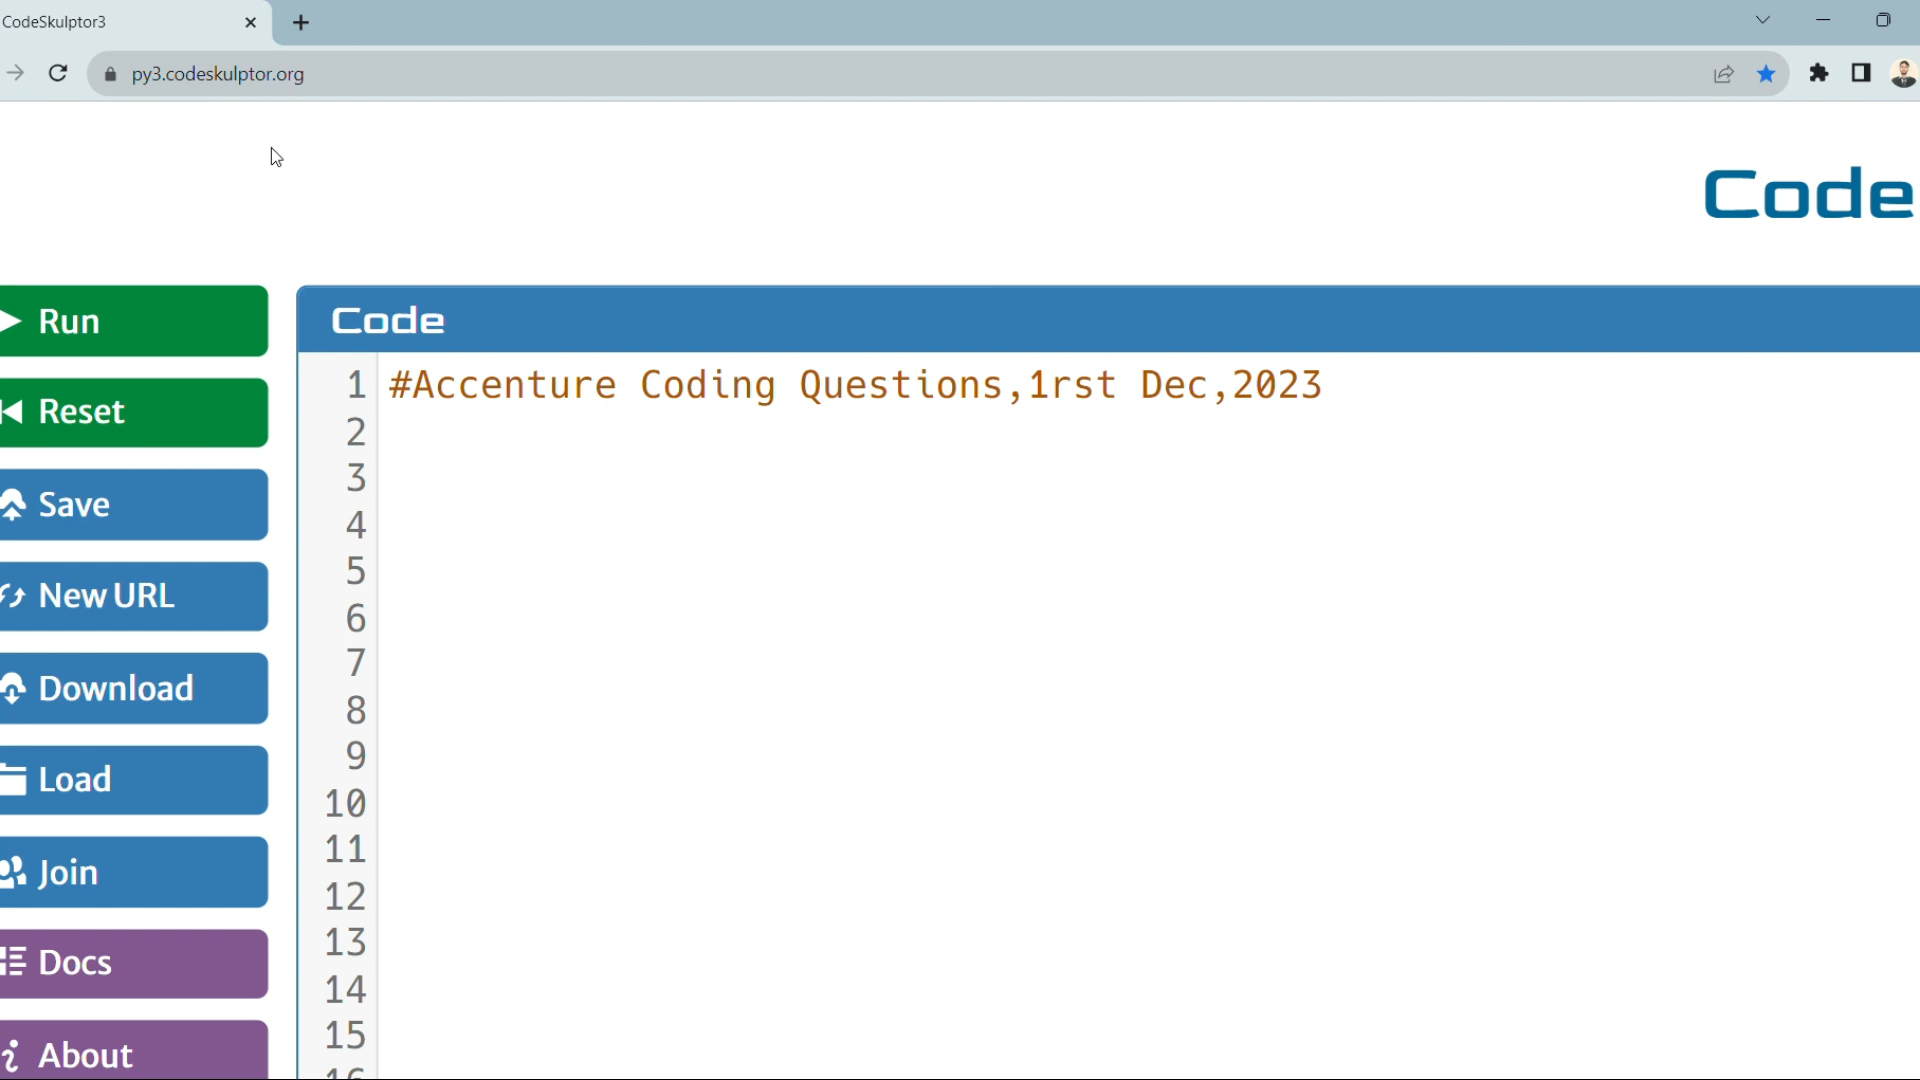 CodeSkulptor3
py3.codeskulptor.org
Code
Run
Code
1 #Accenture Coding Questions,1rst Dec,2023
Reset
2
3
Save
4
5
New URL
6
7
Download
8
9
Load
10
11
Join
12
13
Docs
14
15
About